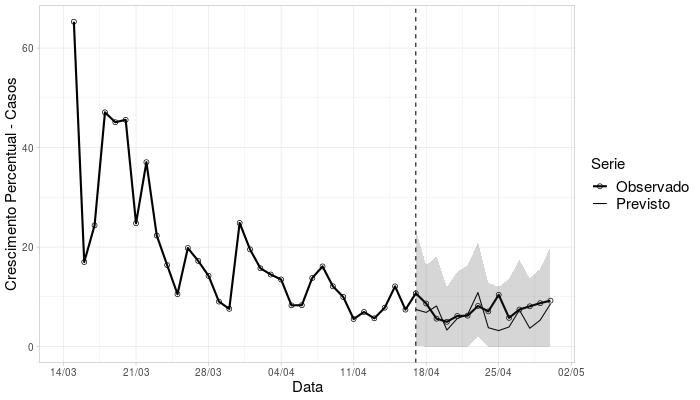 Crescimento Percentual - Casos
60
40
20
0
14/03 21/03 28/03 04/04 11/04 18/04 25/04 02/05
Data
Serie
Observado
Previsto